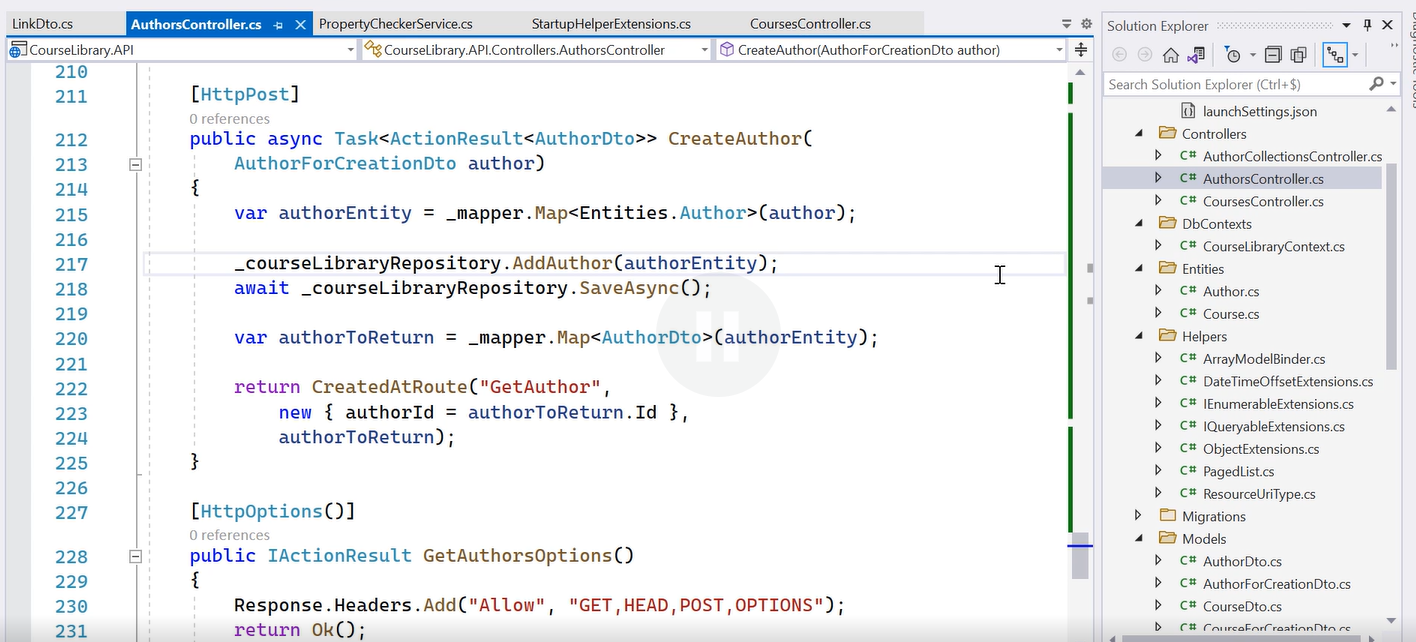 LinkDto.cs AuthorsController.cs PropertyCheckerService.cs StartupHelperExtensions.cs CoursesController.cs
CourseLibrary.API CourseLibrary.API.Controllers.AuthorsController CreateAuthor(AuthorForCreationDto author)
210
211 [HttpPost]
0 references
212 public async Task<ActionResult<AuthorDto>> CreateAuthor(
213 AuthorForCreationDto author)
214 {
215 var authorEntity = _mapper.Map<Entities.Author>(author);
216
217 _courseLibraryRepository.AddAuthor(authorEntity);
218 await _courseLibraryRepository.SaveAsync();
219
220 var authorToReturn = _mapper.Map<AuthorDto>(authorEntity);
221
222 return CreatedAtRoute("GetAuthor",
223 new { authorId = authorToReturn.Id },
224 authorToReturn);
225 }
226
227 [HttpOptions()]
0 references
228 public IActionResult GetAuthorsOptions()
229 {
230 Response.Headers.Add("Allow", "GET,HEAD,POST,OPTIONS");
231 return Ok();
Solution Explorer
Search Solution Explorer (Ctrl+$)
launchSettings.json
Controllers
C# AuthorCollectionsController.cs
C# AuthorsController.cs
C# CoursesController.cs
DbContexts
C# CourseLibraryContext.cs
Entities
C# Author.cs
C# Course.cs
Helpers
C# ArrayModelBinder.cs
C# DateTimeOffsetExtensions.cs
C# IEnumerableExtensions.cs
C# IQueryableExtensions.cs
C# ObjectExtensions.cs
C# PagedList.cs
C# ResourceUriType.cs
Migrations
Models
C# AuthorDto.cs
C# AuthorForCreationDto.cs
C# CourseDto.cs
C# CourseForCreationDto.cs